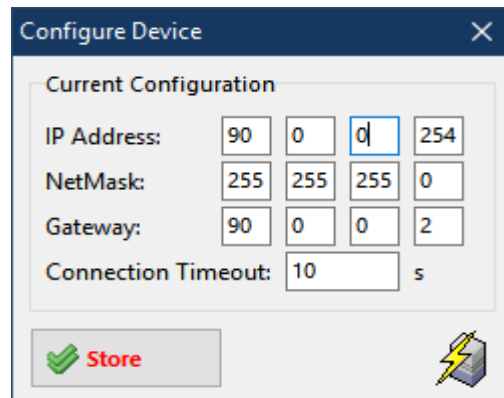 Configure Device
Current Configuration
IP Address: 90 0 0 254
NetMask: 255 255 255 0
Gateway: 90 0 0 2
Connection Timeout: 10 s
Store